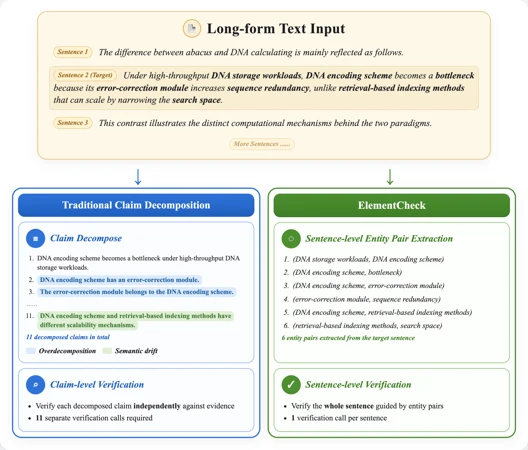 Long-form Text Input
Sentence 1 The difference between abacus and DNA calculating is mainly reflected as follows.
Sentence 2 (Target) Under high-throughput DNA storage workloads, DNA encoding scheme becomes a bottleneck
because its error-correction module increases sequence redundancy, unlike retrieval-based indexing methods
that can scale by narrowing the search space.
Sentence 3 This contrast illustrates the distinct computational mechanisms behind the two paradigms.
More Sentences ......
Traditional Claim Decomposition
Claim Decompose
1. DNA encoding scheme becomes a bottleneck under high-throughput DNA
storage workloads.
2. DNA encoding scheme has an error-correction module.
3. The error-correction module belongs to the DNA encoding scheme.
......
11. DNA encoding scheme and retrieval-based indexing methods have
different scalability mechanisms.
11 decomposed claims in total
Overdecomposition Semantic drift
Claim-level Verification
• Verify each decomposed claim independently against evidence
• 11 separate verification calls required
ElementCheck
Sentence-level Entity Pair Extraction
1. (DNA storage workloads, DNA encoding scheme)
2. (DNA encoding scheme, bottleneck)
3. (DNA encoding scheme, error-correction module)
4. (error-correction module, sequence redundancy)
5. (DNA encoding scheme, retrieval-based indexing methods)
6. (retrieval-based indexing methods, search space)
6 entity pairs extracted from the target sentence
Sentence-level Verification
• Verify the whole sentence guided by entity pairs
• 1 verification call per sentence